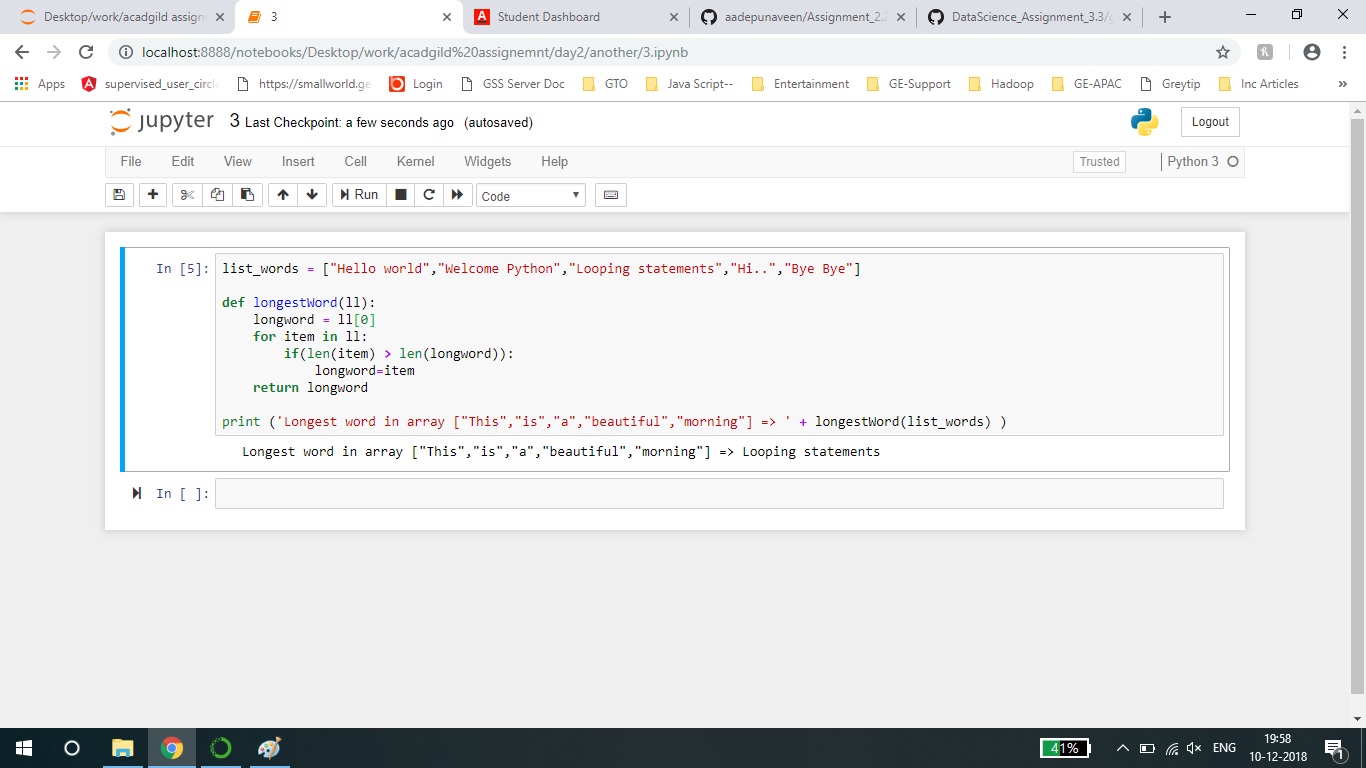 Desktop/work/acadgild assign
3
Student Dashboard
aadepunaveen/Assignment_2.2
DataScience_Assignment_3.3/
localhost:8888/notebooks/Desktop/work/acadgild%20assignemnt/day2/another/3.ipynb
Apps
supervised_user_circl
https://smallworld.ge
Login
GSS Server Doc
GTO
Java Script--
Entertainment
GE-Support
Hadoop
GE-APAC
Greytip
Inc Articles
»
jupyter 3 Last Checkpoint: a few seconds ago (autosaved)
Logout
File Edit View Insert Cell Kernel Widgets Help
Trusted
Python 3
Run
Code
In [5]:
list_words = ["Hello world","Welcome Python","Looping statements","Hi..","Bye Bye"]
def longestWord(ll):
longword = ll[0]
for item in ll:
if(len(item) > len(longword)):
longword=item
return longword
print ('Longest word in array ["This","is","a","beautiful","morning"] => ' + longestWord(list_words) )
Longest word in array ["This","is","a","beautiful","morning"] => Looping statements
In [ ]:
41%
ENG
19:58
10-12-2018
1